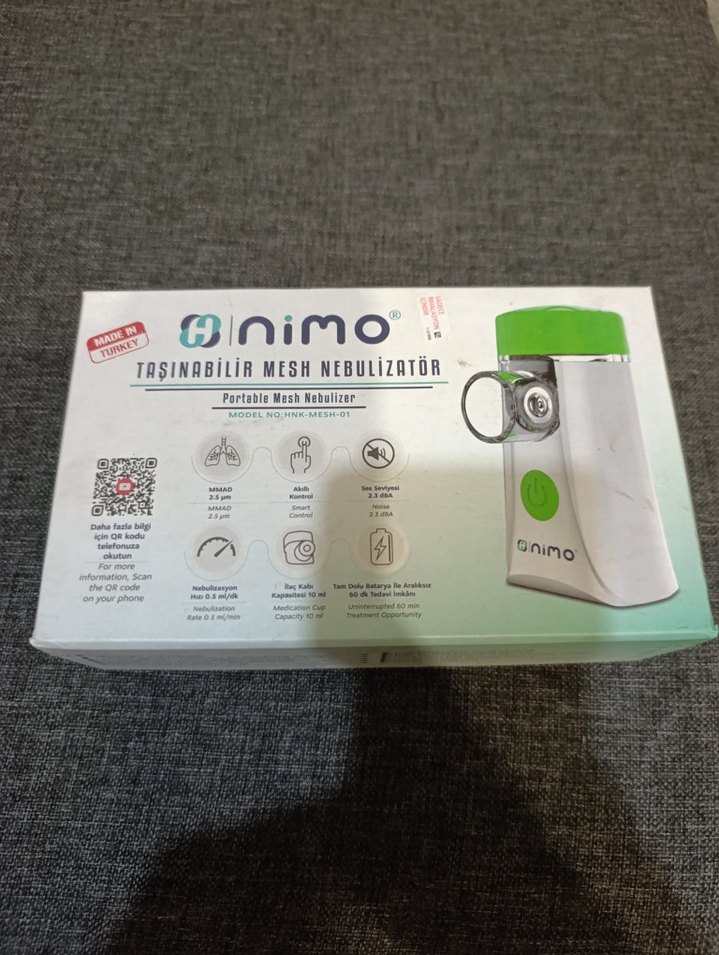 nimo®
MADE IN
TURKEY
TAŞINABİLİR MESH NEBULİZATÖR
Portable Mesh Nebulizer
MODEL NO:HNK-MESH-01
MMAD
2.5 µm
MMAD
2.5 µm
Akıllı
Kontrol
Smart
Control
Ses Seviyesi
2.3 dBA
Noise
2.3 dBA
Daha fazla bilgi
için QR kodu
telefonuza
okutun
For more
information, Scan
the QR code
on your phone
Nebulizasyon
Hızı 0.5 ml/dk
Nebulization
Rate 0.5 ml/min
İlaç Kabı
Kapasitesi 10 ml
Medication Cup
Capacity 10 ml
Tam Dolu Batarya İle Aralıksız
60 dk Tedavi İmkânı
Uninterrupted 60 min
Treatment Opportunity
nimo